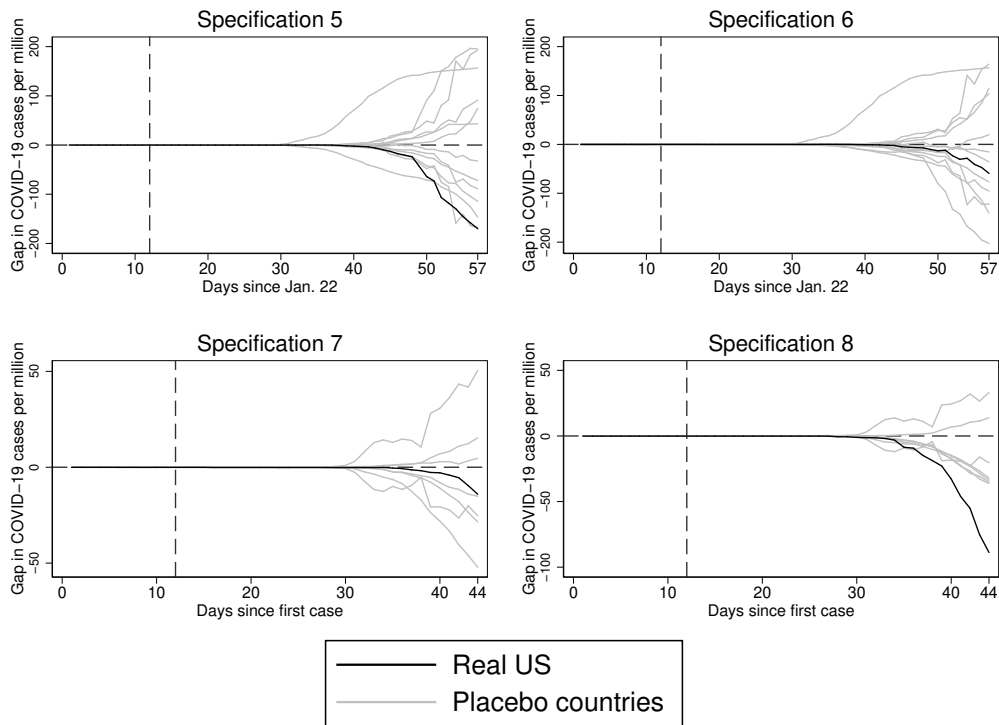 Specification 5
Gap in COVID−19 cases per million
200
100
0
−100
−200
0 10 20 30 40 50 57
Days since Jan. 22
Specification 6
Gap in COVID−19 cases per million
200
100
0
−100
−200
0 10 20 30 40 50 57
Days since Jan. 22
Specification 7
Gap in COVID−19 cases per million
50
0
−50
0 10 20 30 40 44
Days since first case
Specification 8
Gap in COVID−19 cases per million
50
0
−50
−100
0 10 20 30 40 44
Days since first case
Real US
Placebo countries